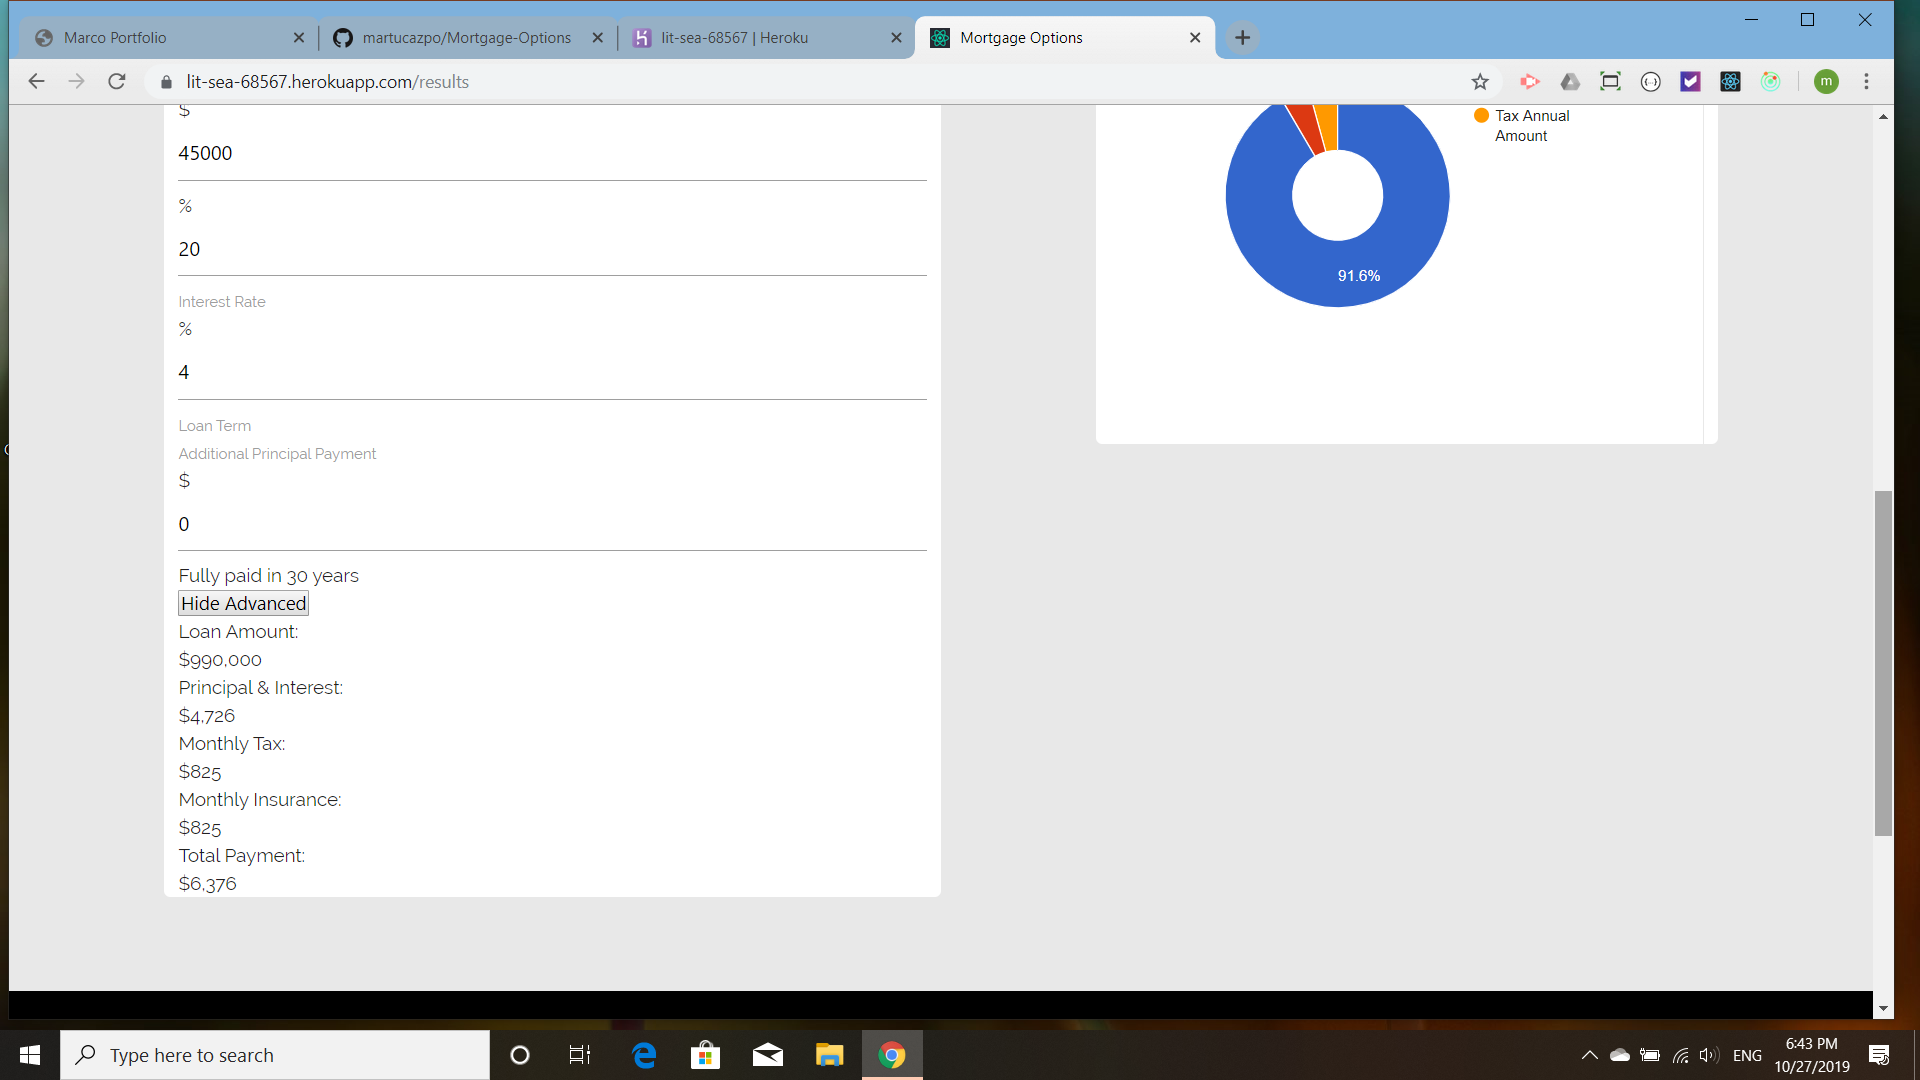 Marco Portfolio
martucazpo/Mortgage-Options
lit-sea-68567 | Heroku
Mortgage Options
lit-sea-68567.herokuapp.com/results
m
$
45000
%
20
Interest Rate
%
4
Loan Term
Additional Principal Payment
$
0
Fully paid in 30 years
Hide Advanced
Loan Amount:
$990,000
Principal & Interest:
$4,726
Monthly Tax:
$825
Monthly Insurance:
$825
Total Payment:
$6,376
Tax Annual
Amount
91.6%
Type here to search
ENG
6:43 PM
10/27/2019